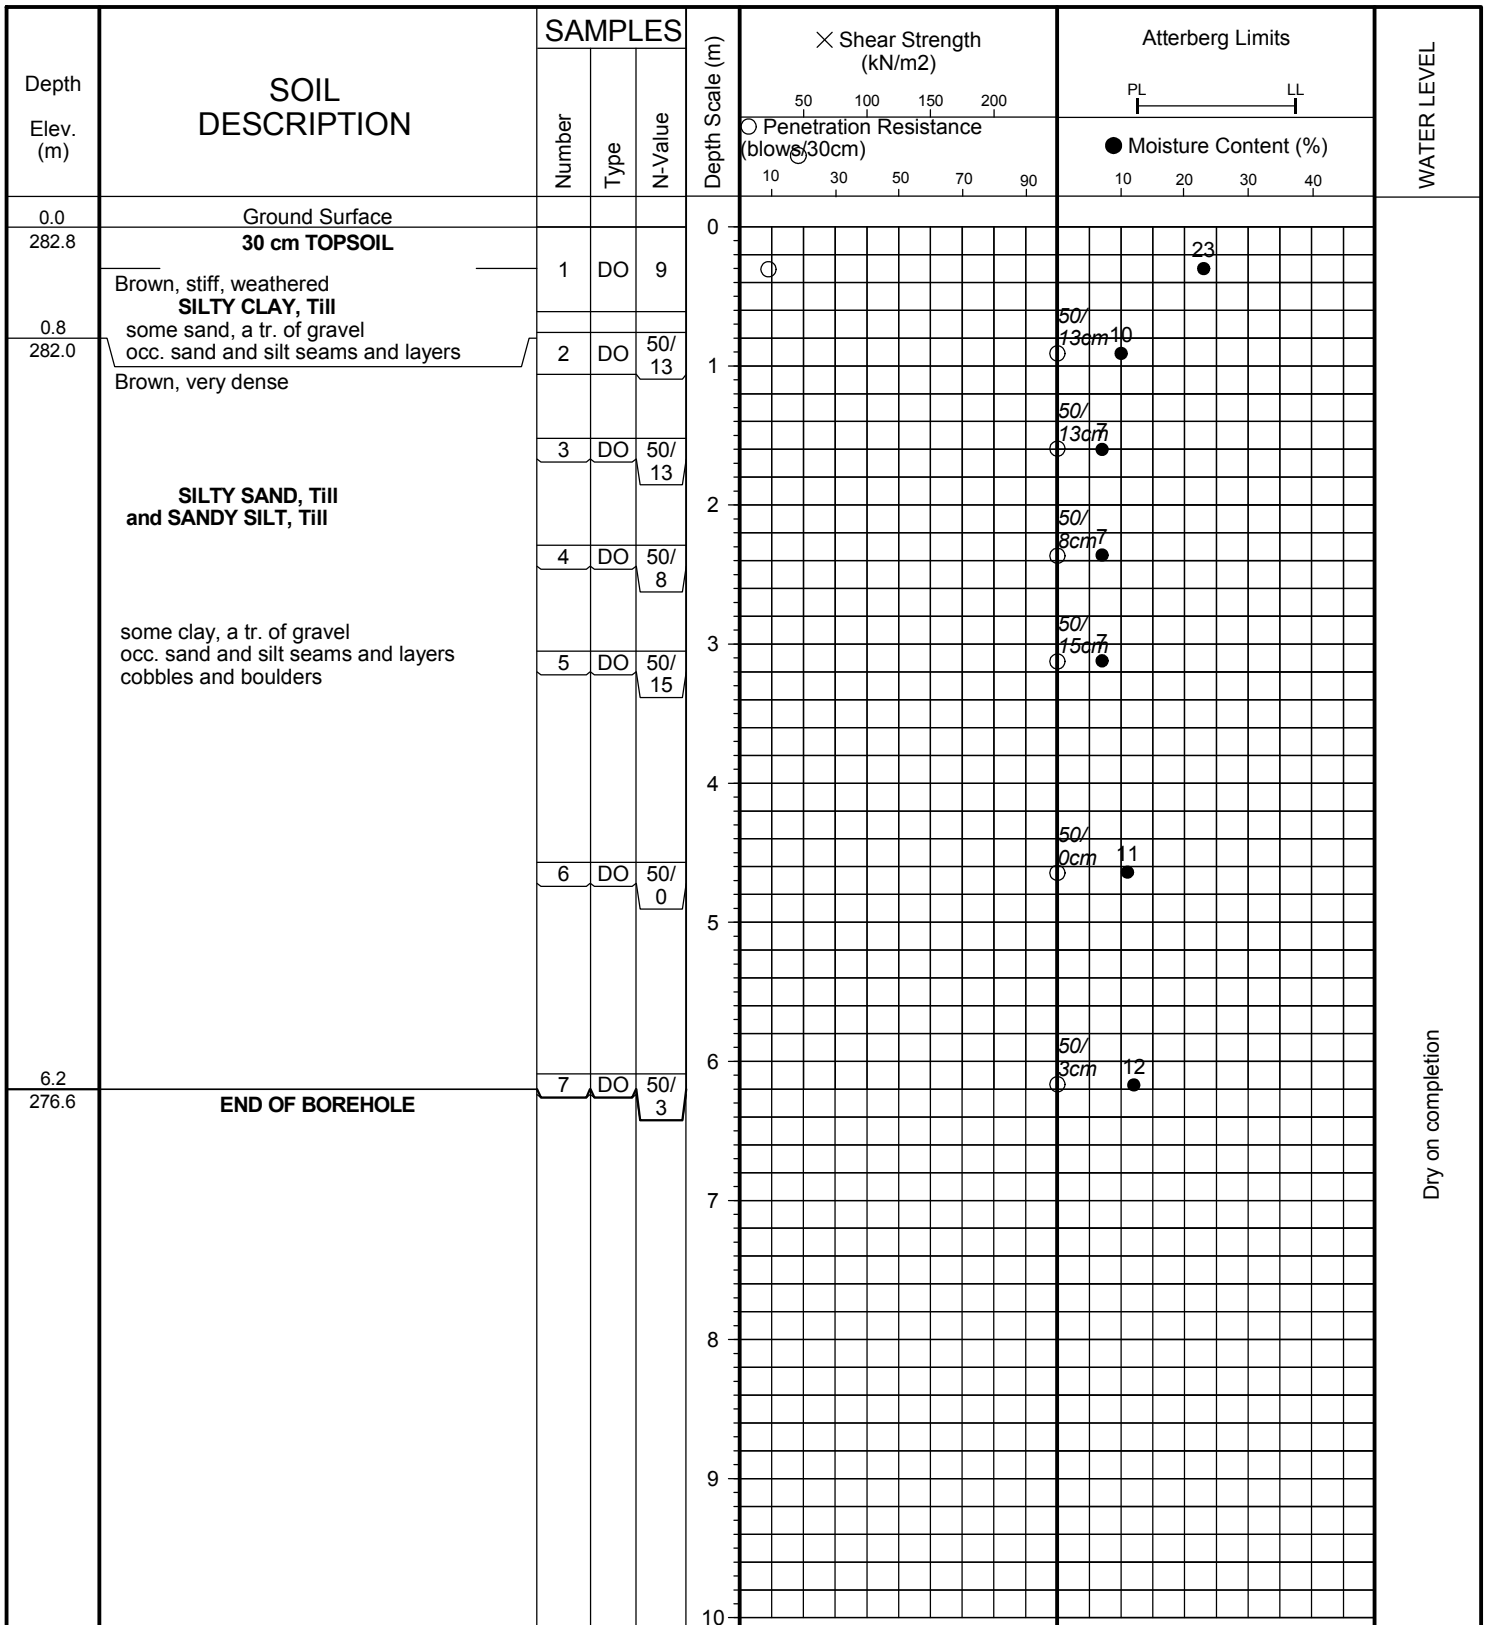 Depth
Elev.
(m)
SOIL
DESCRIPTION
SAMPLES
Number
Type
N-Value
Depth Scale (m)
× Shear Strength
(kN/m2)
50 100 150 200
Penetration Resistance
(blows/30cm)
10 30 50 70 90
Atterberg Limits
PL LL
Moisture Content (%)
10 20 30 40
WATER LEVEL
0.0 Ground Surface
0
282.8 30 cm TOPSOIL
23
1 DO 9
Brown, stiff, weathered
SILTY CLAY, Till
0.8 some sand, a tr. of gravel
50/
13cm 10
282.0 occ. sand and silt seams and layers
2 DO 50/
13
1
Brown, very dense
50/
13cm 7
3 DO 50/
13
SILTY SAND, Till
and SANDY SILT, Till
2
50/
8cm 7
4 DO 50/
8
some clay, a tr. of gravel
occ. sand and silt seams and layers
cobbles and boulders
50/
15cm 7
3
5 DO 50/
15
4
50/
0cm 11
6 DO 50/
0
5
50/
3cm 12
6
6.2
7 DO 50/
3
276.6 END OF BOREHOLE
Dry on completion
7
8
9
10